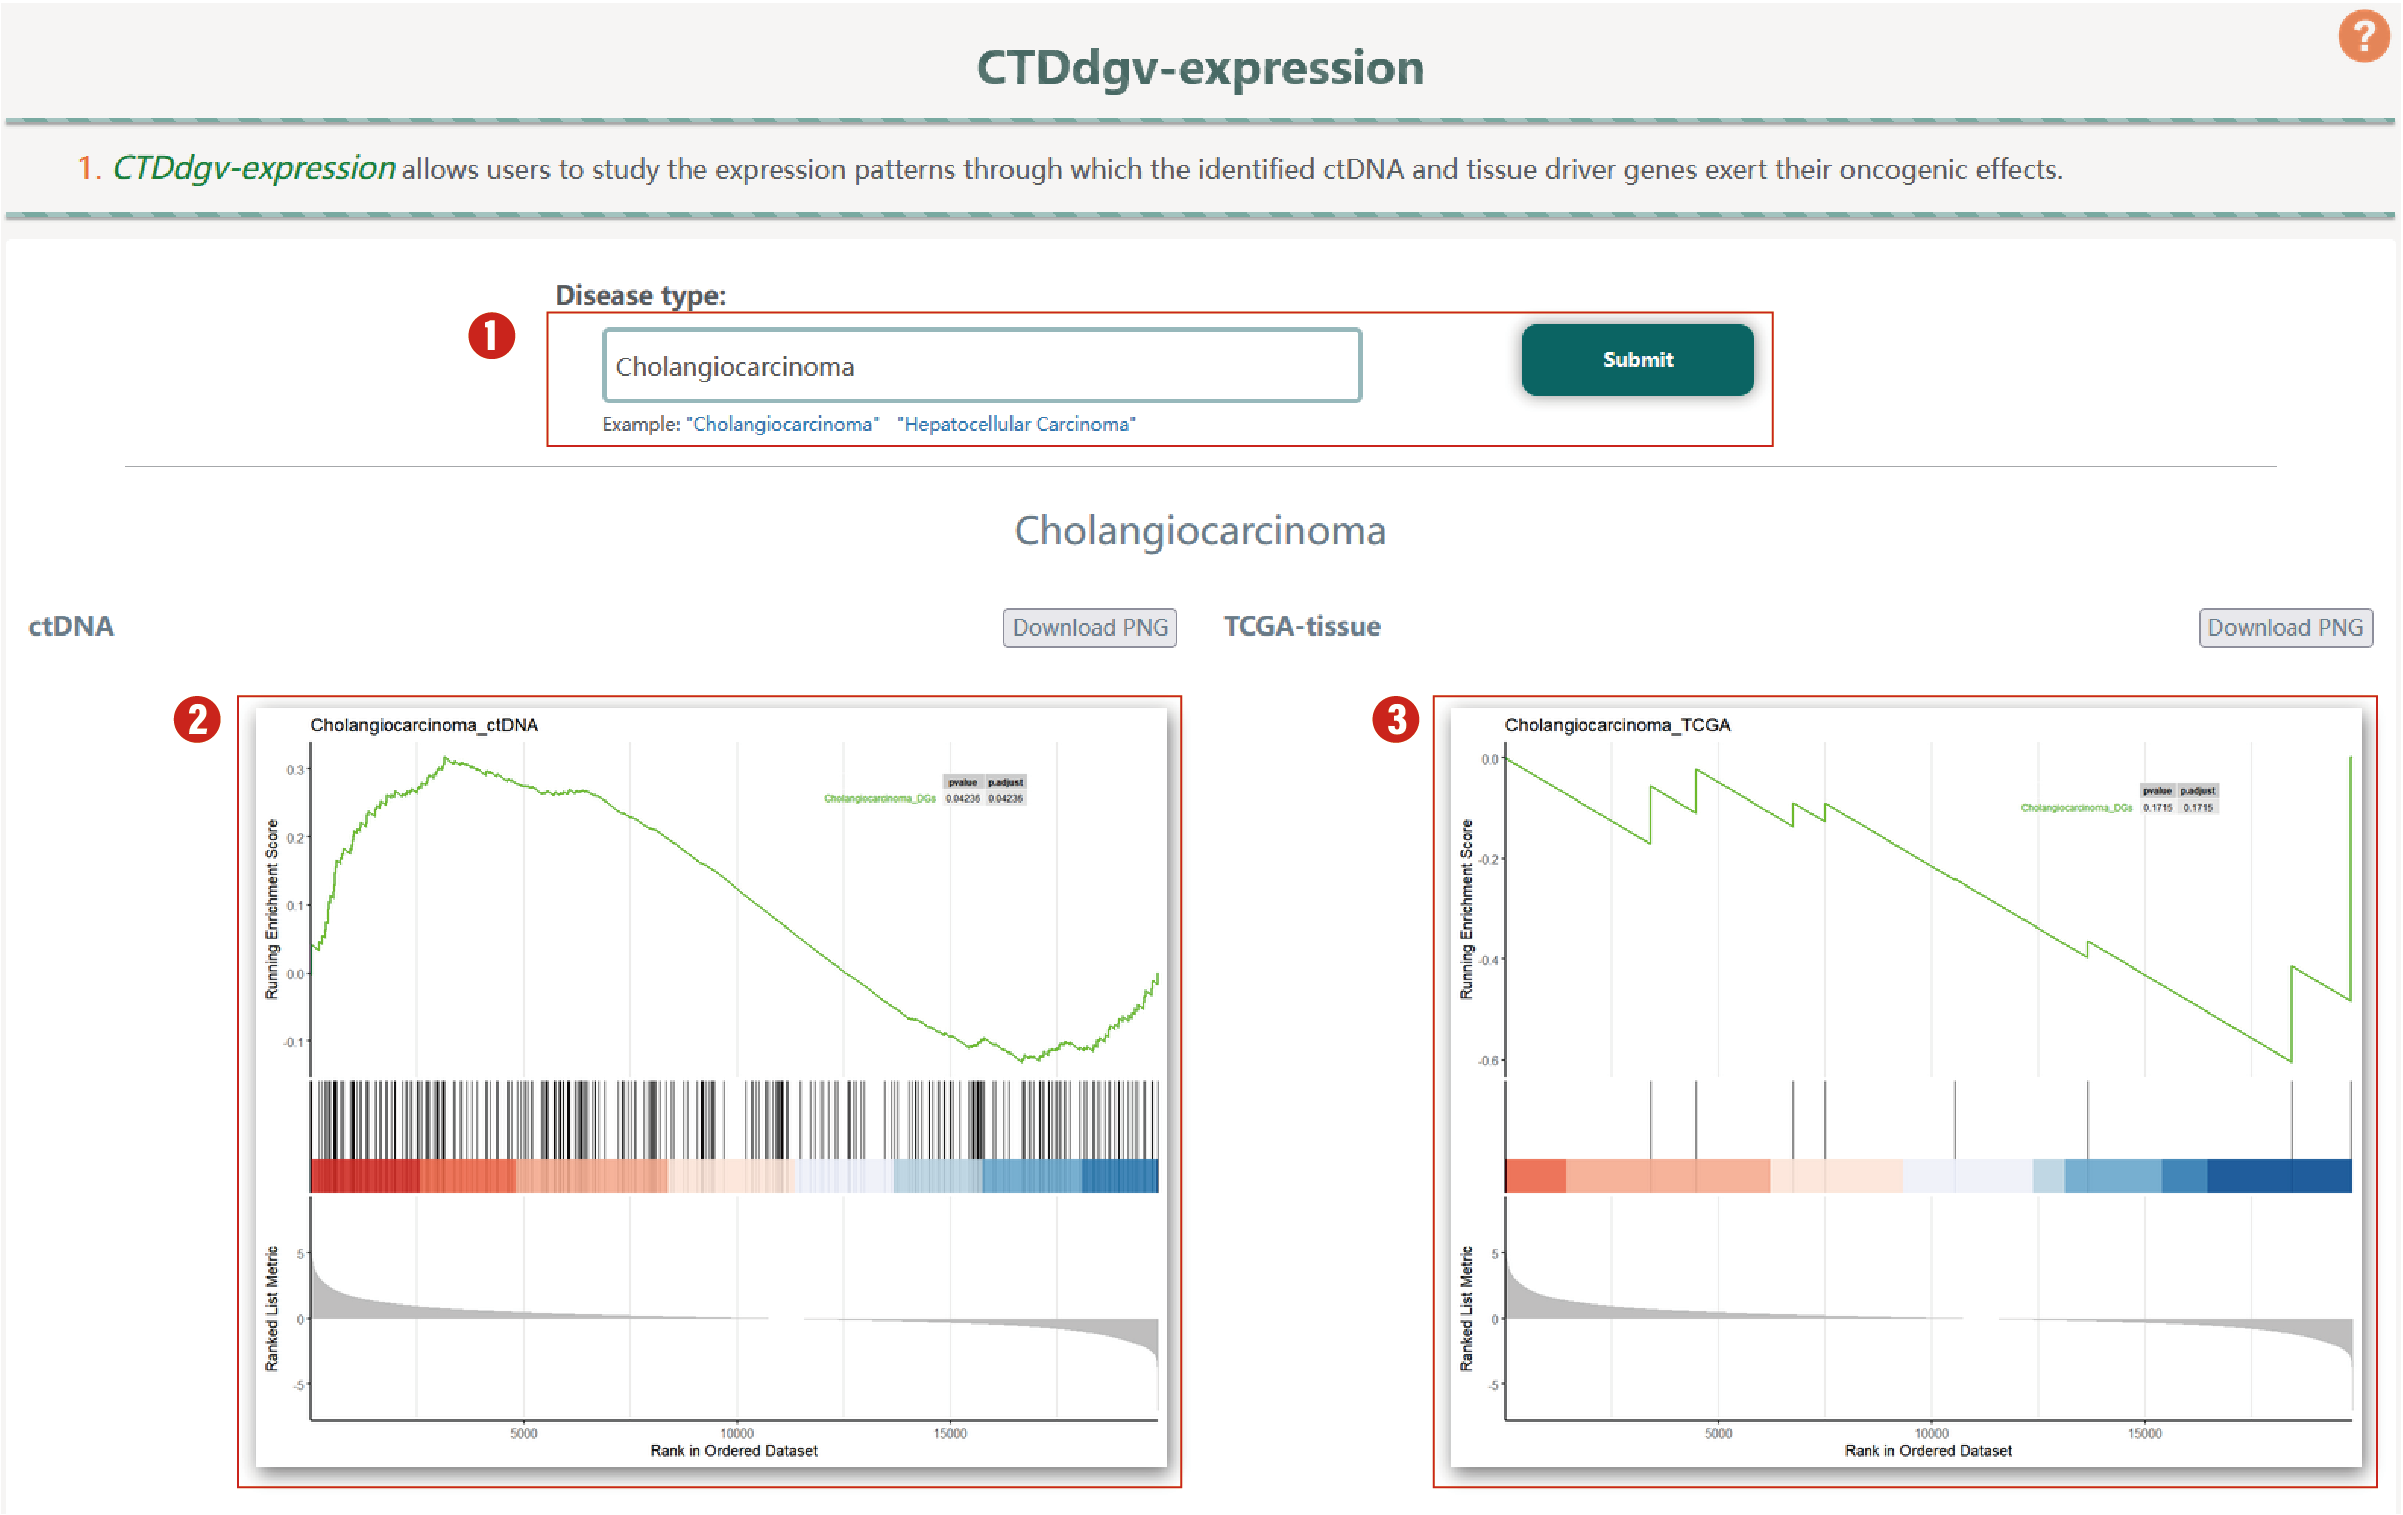 ?
CTDdgv-expression
1. CTDdgv-expression allows users to study the expression patterns through which the identified ctDNA and tissue driver genes exert their oncogenic effects.
Disease type:
1
Cholangiocarcinoma
Submit
Example: "Cholangiocarcinoma" "Hepatocellular Carcinoma"
Cholangiocarcinoma
ctDNA
Download PNG
TCGA-tissue
Download PNG
2
Cholangiocarcinoma_ctDNA
pvalue p.adjust
Cholangiocarcinoma_DGs 0.04236 0.04236
Running Enrichment Score
0.3
0.2
0.1
0.0
-0.1
Ranked List Metric
5
0
-5
5000 10000 15000
Rank in Ordered Dataset
3
Cholangiocarcinoma_TCGA
pvalue p.adjust
Cholangiocarcinoma_DGs 0.1715 0.1715
Running Enrichment Score
0.0
-0.2
-0.4
-0.6
Ranked List Metric
5
0
-5
5000 10000 15000
Rank in Ordered Dataset